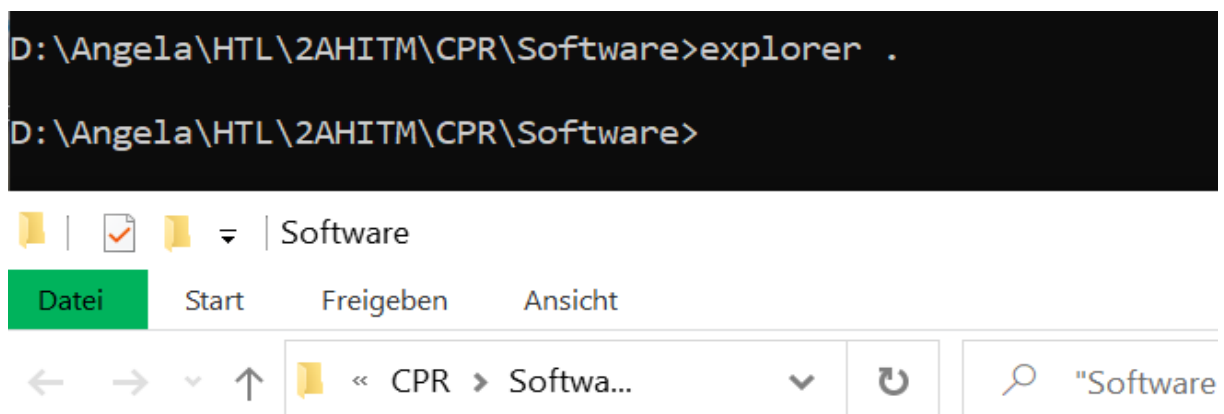 D:\Angela\HTL\2AHITM\CPR\Software>explorer .
D:\Angela\HTL\2AHITM\CPR\Software>
Software
Datei Start Freigeben Ansicht
« CPR > Softwa... "Software